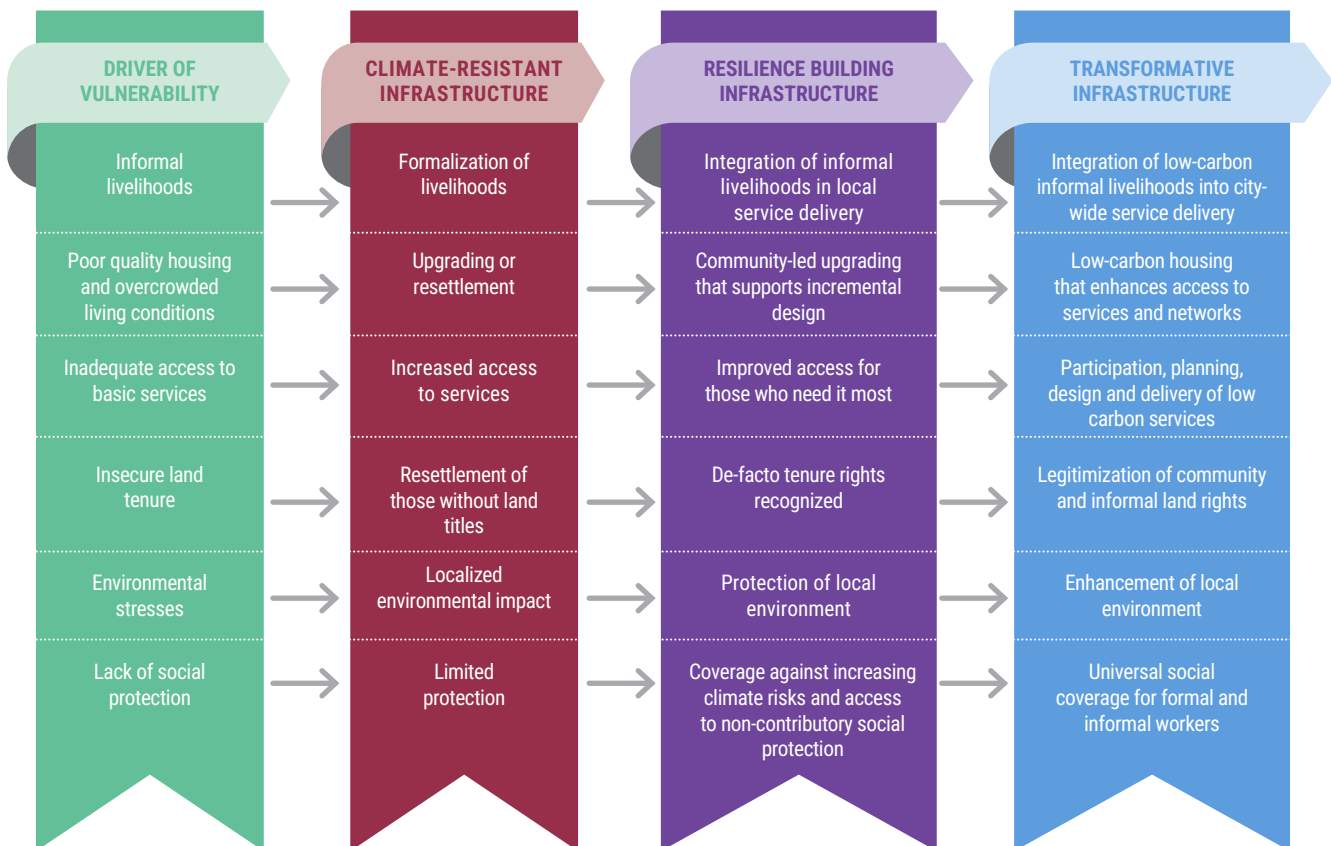 DRIVER OF
VULNERABILITY
CLIMATE-RESISTANT
INFRASTRUCTURE
RESILIENCE BUILDING
INFRASTRUCTURE
TRANSFORMATIVE
INFRASTRUCTURE
Informal
livelihoods
Formalization of
livelihoods
Integration of informal
livelihoods in local
service delivery
Integration of low-carbon
informal livelihoods into city-
wide service delivery
Poor quality housing
and overcrowded
living conditions
Upgrading or
resettlement
Community-led upgrading
that supports incremental
design
Low-carbon housing
that enhances access to
services and networks
Inadequate access to
basic services
Increased access
to services
Improved access for
those who need it most
Participation, planning,
design and delivery of low
carbon services
Insecure land
tenure
Resettlement of
those without land
titles
De-facto tenure rights
recognized
Legitimization of community
and informal land rights
Environmental
stresses
Localized
environmental impact
Protection of local
environment
Enhancement of local
environment
Lack of social
protection
Limited
protection
Coverage against increasing
climate risks and access
to non-contributory social
protection
Universal social
coverage for formal and
informal workers